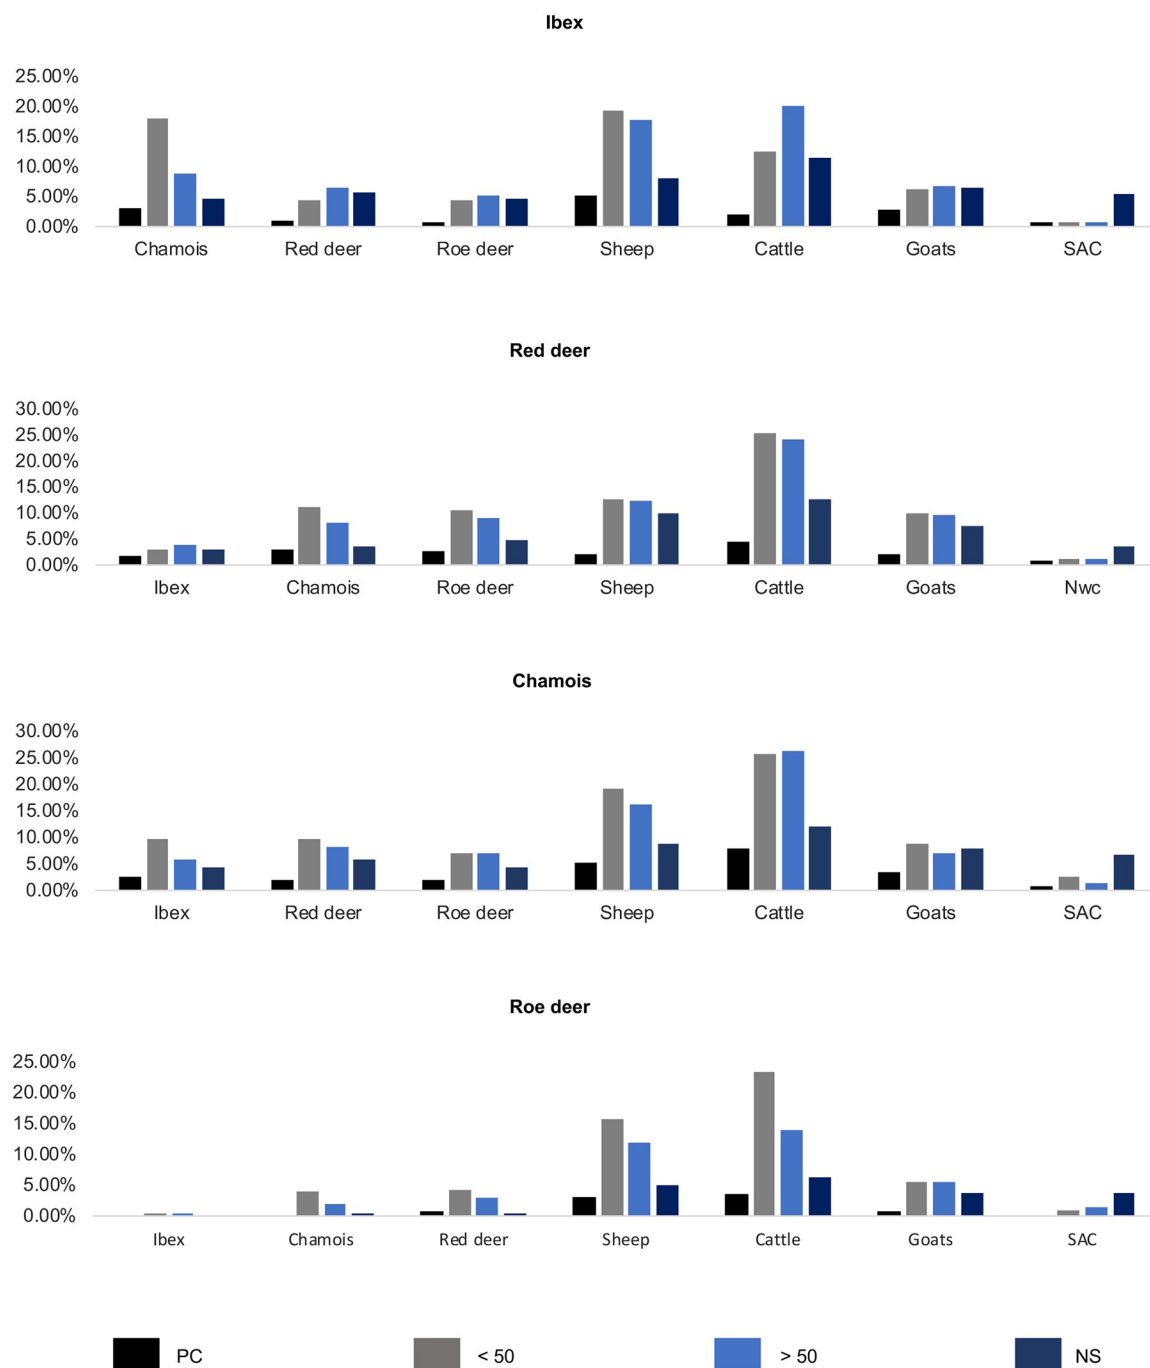 Ibex
25.00%
20.00%
15.00%
10.00%
5.00%
0.00%
Chamois Red deer Roe deer Sheep Cattle Goats SAC
Red deer
30.00%
25.00%
20.00%
15.00%
10.00%
5.00%
0.00%
Ibex Chamois Roe deer Sheep Cattle Goats Nwc
Chamois
30.00%
25.00%
20.00%
15.00%
10.00%
5.00%
0.00%
Ibex Red deer Roe deer Sheep Cattle Goats SAC
Roe deer
25.00%
20.00%
15.00%
10.00%
5.00%
0.00%
Ibex Chamois Red deer Sheep Cattle Goats SAC
PC < 50 > 50 NS